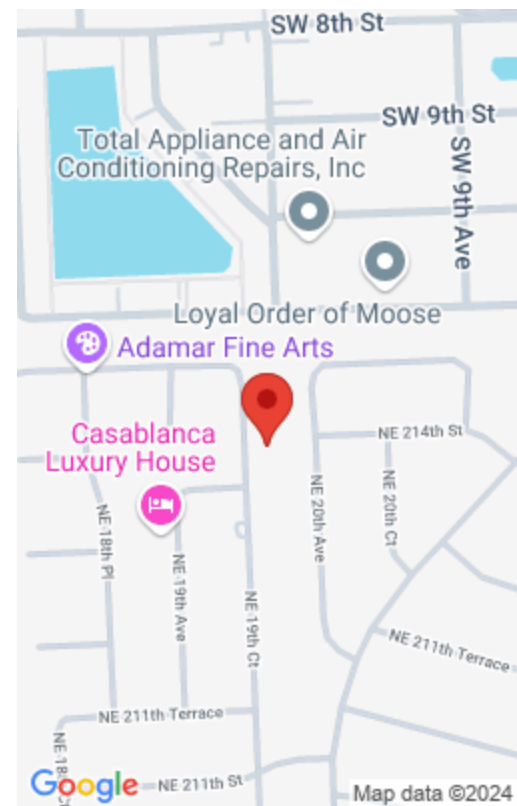 SW 8th St
SW 9th St
Total Appliance and Air
Conditioning Repairs, Inc
SW 9th Ave
Loyal Order of Moose
Adamar Fine Arts
Casablanca
Luxury House
NE 214th St
NE 20th Ave
NE 20th Ct
NE 18th Pl
NE 19th Ave
NE 19th Ct
NE 211th Terrace
NE 211th Terrace
NE 18th Ct
NE 211th St
Google
Map data ©2024